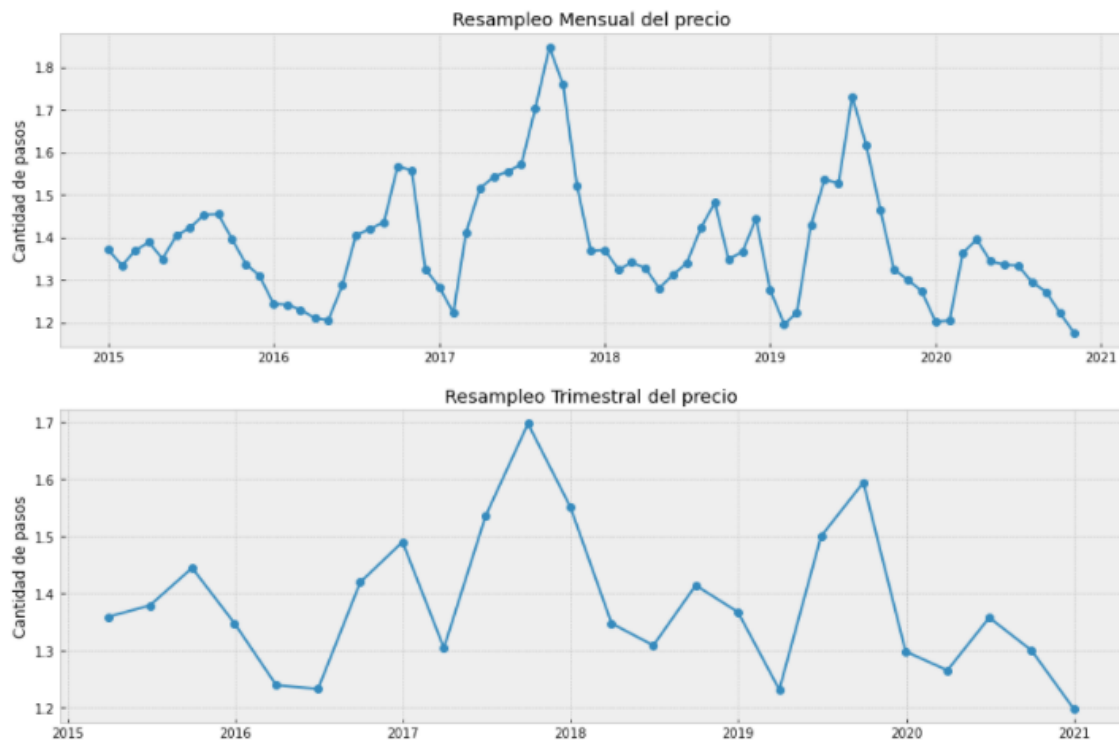 Resampleo Mensual del precio
1.8
1.7
1.6
1.5
1.4
1.3
1.2
Cantidad de pasos
2015 2016 2017 2018 2019 2020 2021
Resampleo Trimestral del precio
1.7
1.6
1.5
1.4
1.3
1.2
Cantidad de pasos
2015 2016 2017 2018 2019 2020 2021